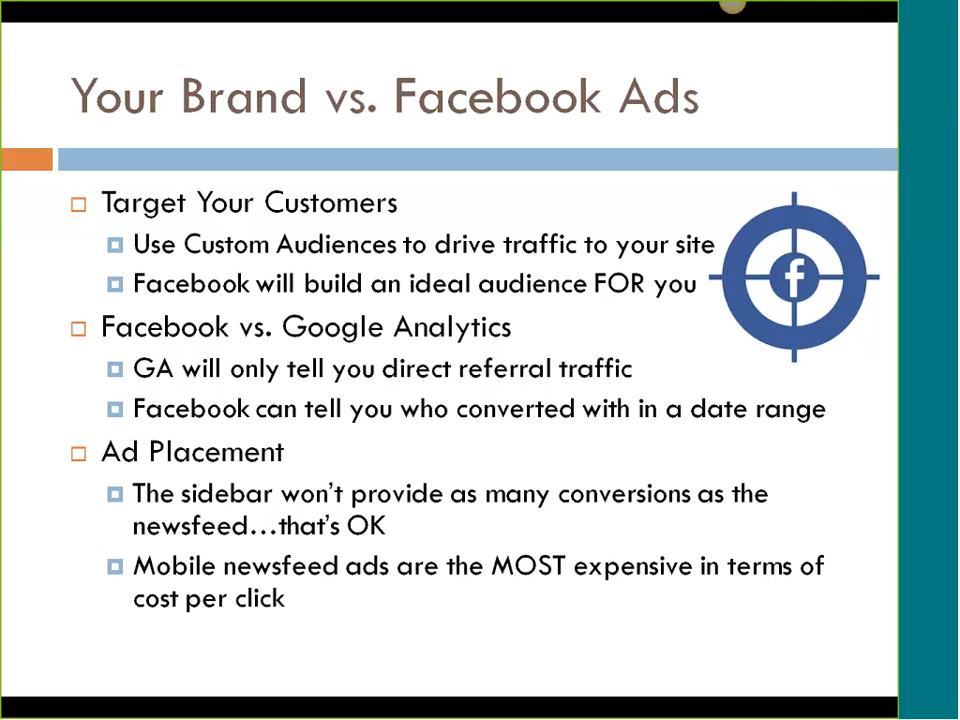 Your Brand vs. Facebook Ads
Target Your Customers
Use Custom Audiences to drive traffic to your site
Facebook will build an ideal audience FOR you
f
Facebook vs. Google Analytics
GA will only tell you direct referral traffic
Facebook can tell you who converted with in a date range
Ad Placement
The sidebar won’t provide as many conversions as the
newsfeed…that’s OK
Mobile newsfeed ads are the MOST expensive in terms of
cost per click